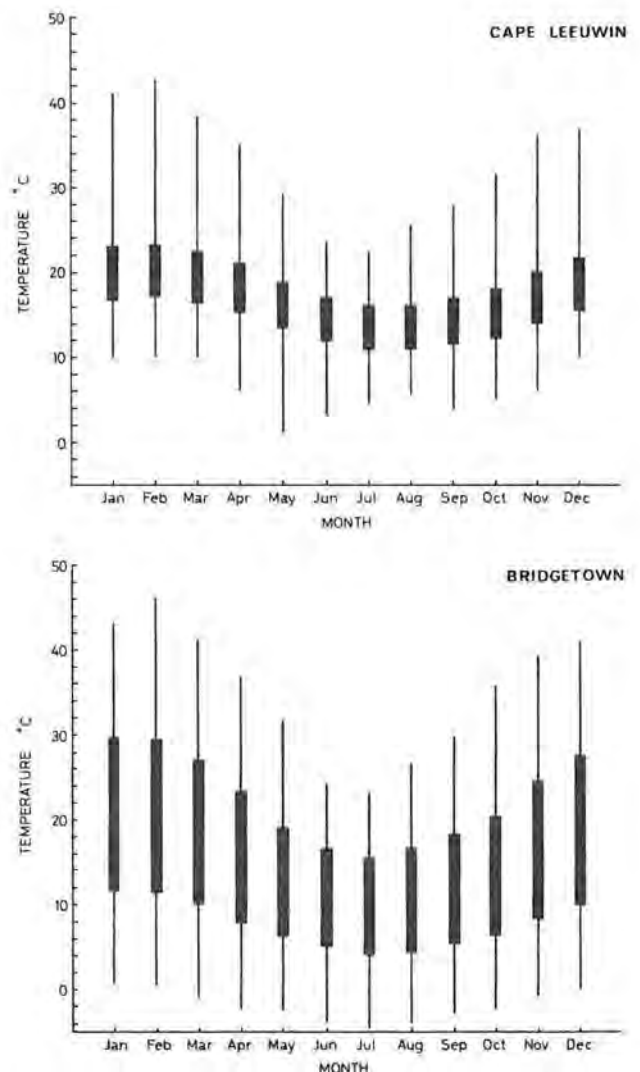 CAPE LEEUWIN
50
40
30
20
10
0
TEMPERATURE °C
Jan Feb Mar Apr May Jun Jul Aug Sep Oct Nov Dec
MONTH
BRIDGETOWN
50
40
30
20
10
0
TEMPERATURE °C
Jan Feb Mar Apr May Jun Jul Aug Sep Oct Nov Dec
MONTH